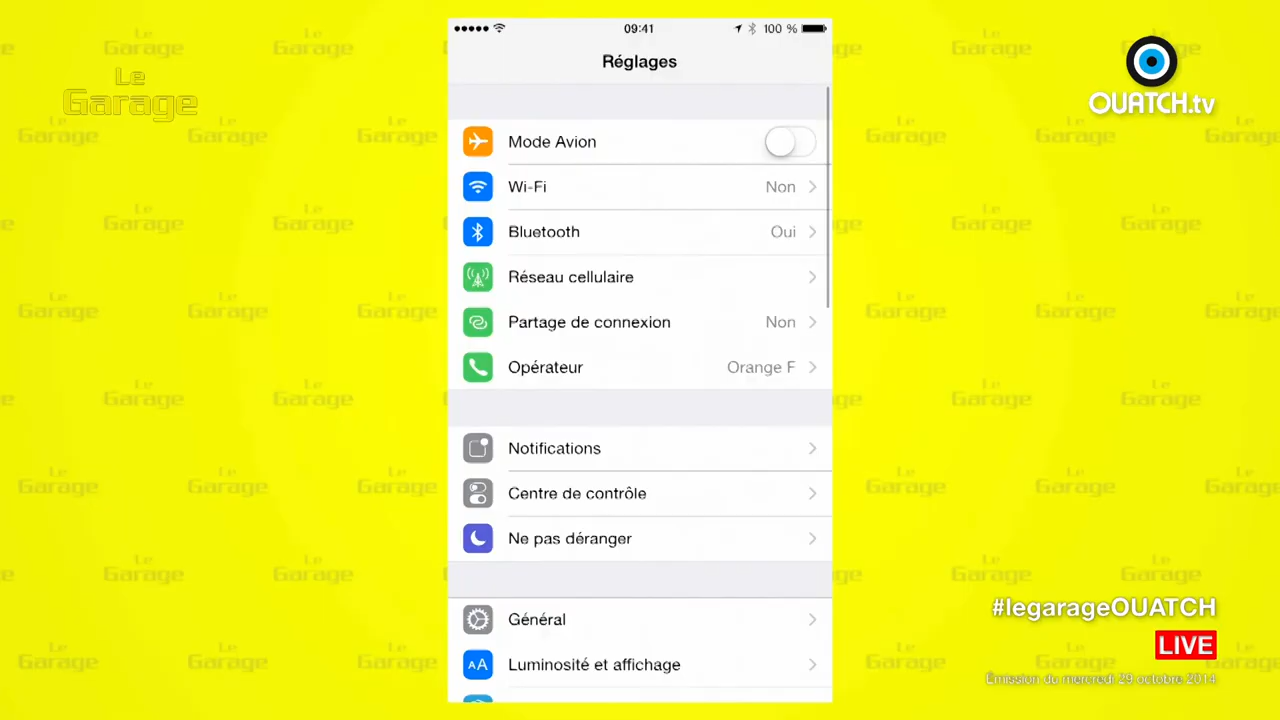 Le
Garage
OUATCH.tv
09:41
100 %
Réglages
Mode Avion
Wi-Fi Non
Bluetooth Oui
Réseau cellulaire
Partage de connexion Non
Opérateur Orange F
Notifications
Centre de contrôle
Ne pas déranger
Général
AA Luminosité et affichage
#legarageOUATCH
LIVE
Émission du mercredi 29 octobre 2014